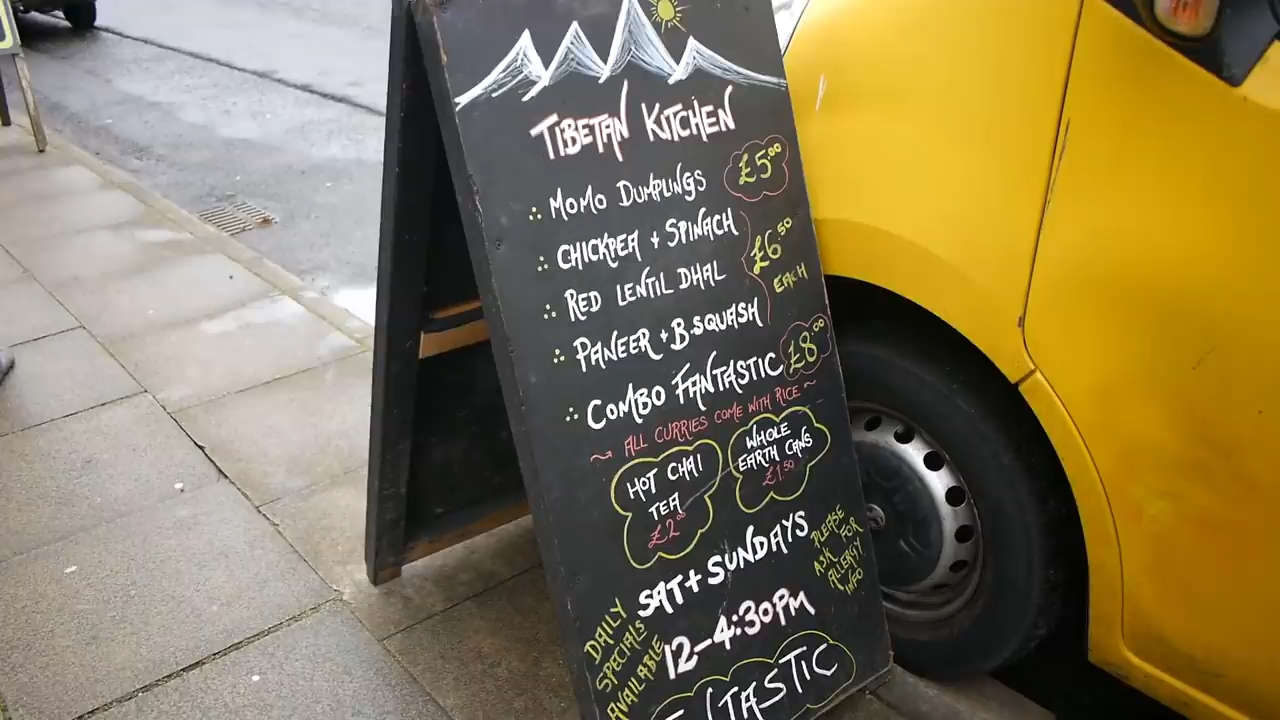 TIBETAN KITCHEN
∴ MOMO DUMPLINGS £5.00
∴ CHICKPEA + SPINACH
∴ RED LENTIL DHAL
∴ PANEER + B.SQUASH
£6.50
EACH
∴ COMBO FANTASTIC £8.00
~ ALL CURRIES COME WITH RICE ~
HOT CHAI
TEA
£2.00
WHOLE
EARTH CANS
£1.50
SAT + SUNDAYS
12-4:30PM
PLEASE
ASK FOR
ALLERGY
INFO
DAILY
SPECIALS
AVAILABLE